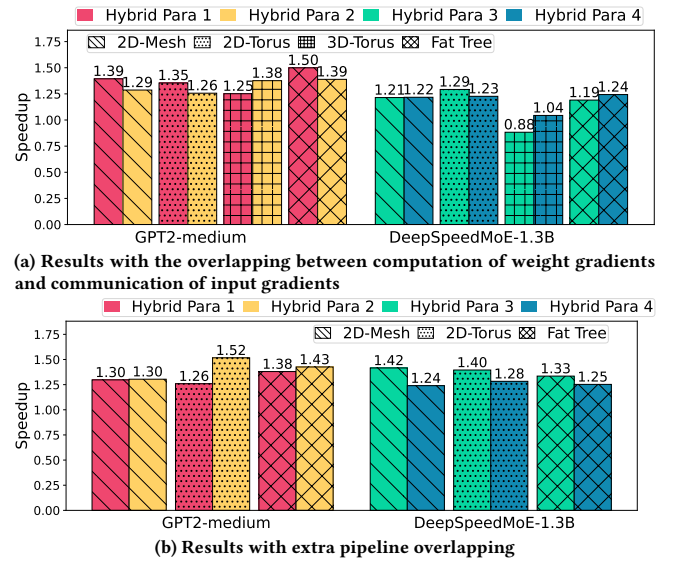 Hybrid Para 1 Hybrid Para 2 Hybrid Para 3 Hybrid Para 4
2D-Mesh 2D-Torus 3D-Torus Fat Tree
Speedup
1.75
1.50
1.25
1.00
0.75
0.50
0.25
0.00
1.39 1.29 1.35 1.26 1.25 1.38 1.50 1.39 1.21 1.22 1.29 1.23 0.88 1.04 1.19 1.24
GPT2-medium DeepSpeedMoE-1.3B
(a) Results with the overlapping between computation of weight gradients
and communication of input gradients
Hybrid Para 1 Hybrid Para 2 Hybrid Para 3 Hybrid Para 4
2D-Mesh 2D-Torus Fat Tree
Speedup
1.75
1.50
1.25
1.00
0.75
0.50
0.25
0.00
1.30 1.30 1.26 1.52 1.38 1.43 1.42 1.24 1.40 1.28 1.33 1.25
GPT2-medium DeepSpeedMoE-1.3B
(b) Results with extra pipeline overlapping